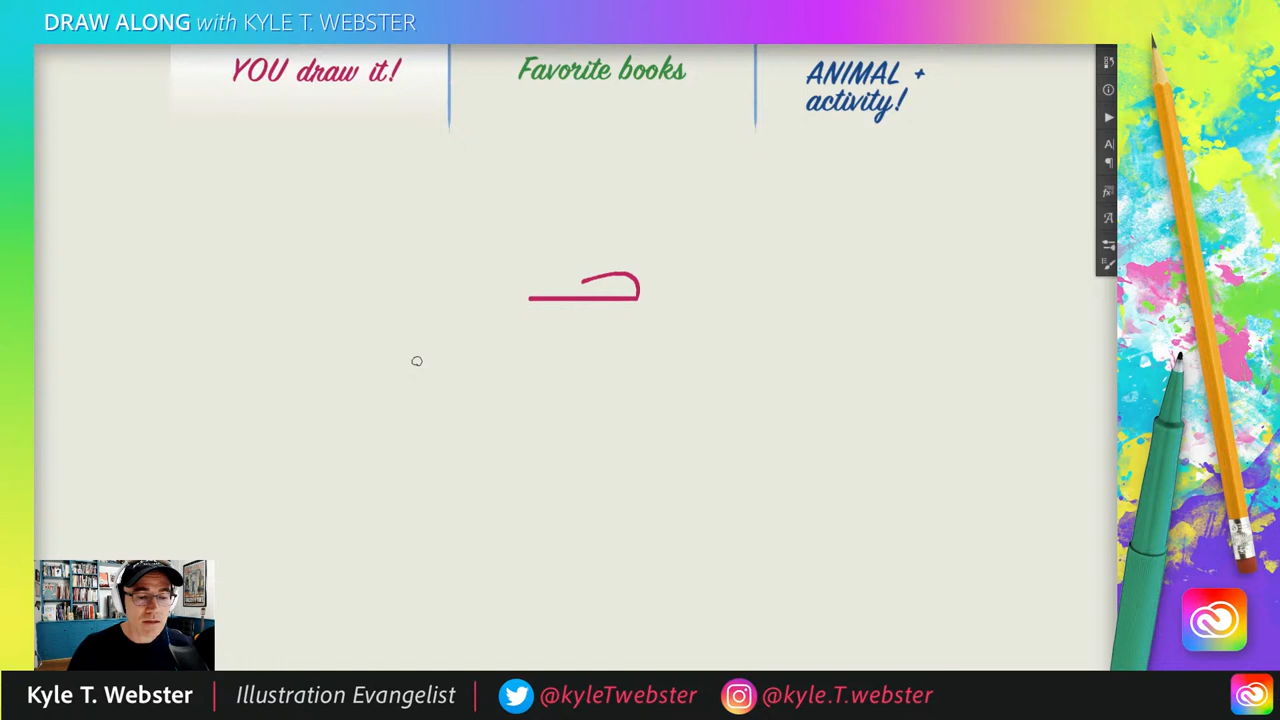 DRAW ALONG with KYLE T. WEBSTER
YOU draw it!
Favorite books
ANIMAL +
activity!
Kyle T. Webster
Illustration Evangelist
@kyleTwebster
@kyle.T.webster